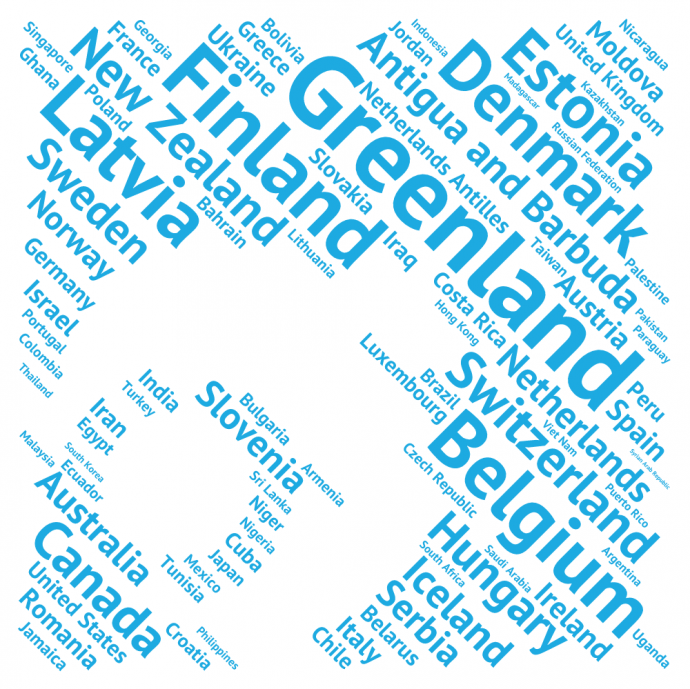 Singapore
Ghana
France
Georgia
New Zealand
Poland
Latvia
Sweden
Norway
Germany
Israel
Portugal
Colombia
Thailand
Ukraine
Greece
Bolivia
Finland
Bahrain
Lithuania
Slovakia
Iraq
Greenland
Netherlands Antilles
Antigua and Barbuda
Jordan
Indonesia
Denmark
Madagascar
Estonia
United Kingdom
Moldova
Nicaragua
Kazakhstan
Russian Federation
Palestine
Pakistan
Paraguay
Taiwan
Austria
Costa Rica
Hong Kong
Netherlands
Peru
Spain
Syrian Arab Republic
Viet Nam
Puerto Rico
Switzerland
Luxembourg
Brazil
Belgium
Argentina
Uganda
Czech Republic
Hungary
Saudi Arabia
Ireland
South Africa
Iceland
Serbia
Belarus
Italy
Chile
India
Turkey
Iran
Egypt
South Korea
Ecuador
Malaysia
Slovenia
Bulgaria
Armenia
Sri Lanka
Niger
Nigeria
Cuba
Japan
Mexico
Tunisia
Australia
Canada
United States
Romania
Jamaica
Croatia
Philippines